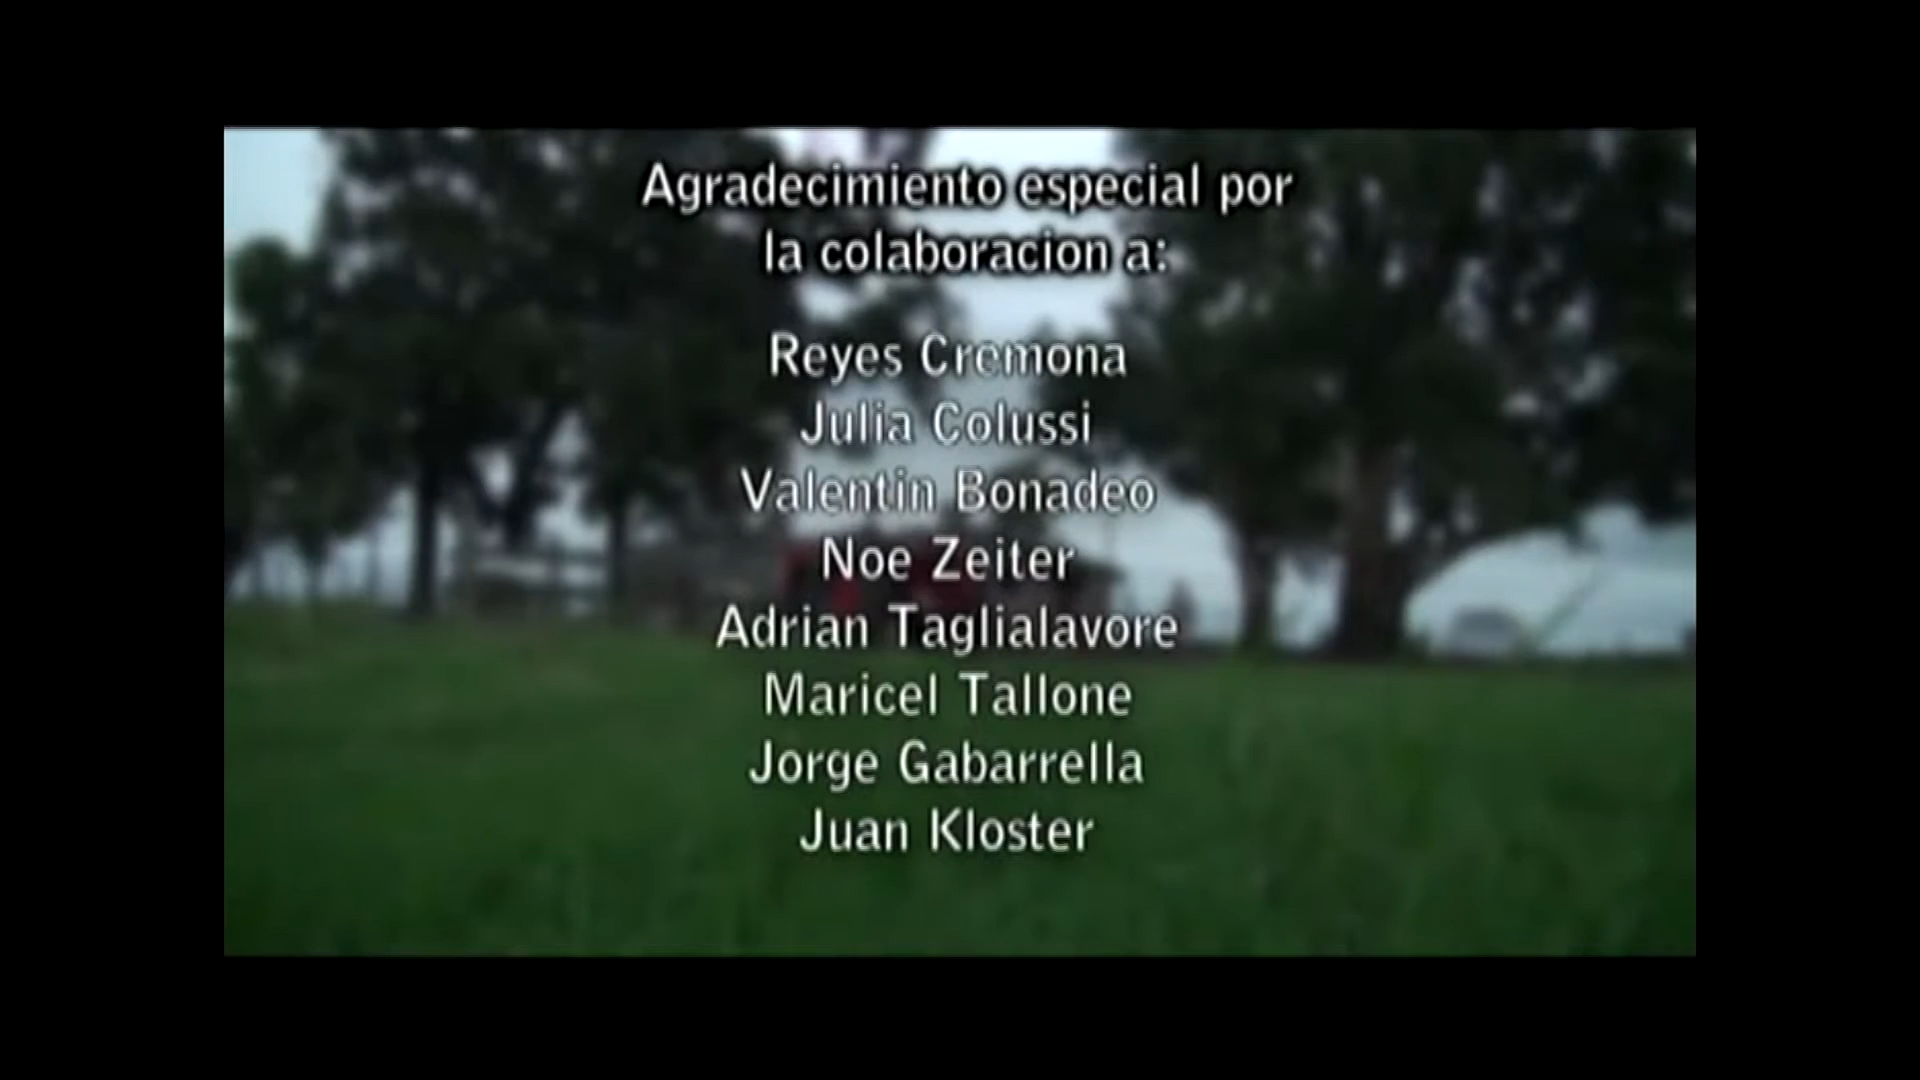 Agradecimiento especial por
la colaboracion a:
Reyes Cremona
Julia Colussi
Valentin Bonadeo
Noe Zeiter
Adrian Taglialavore
Maricel Tallone
Jorge Gabarrella
Juan Kloster